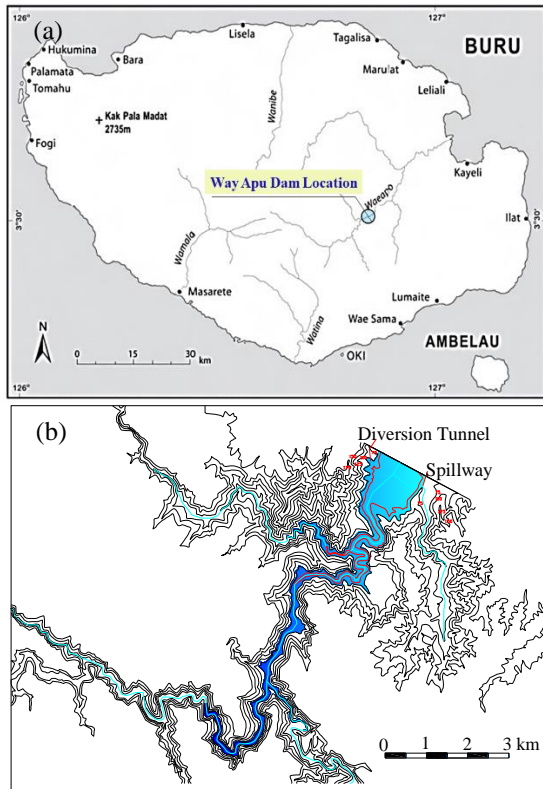 (a)
126°
127°
Hukumina
Palamata
Tomahu
Bara
Lisela
Tagalisa
Marulat
Leliali
BURU
Kak Pala Madat
2735m
Wanibe
Fogi
Way Apu Dam Location
Waeapo
Kayeli
3°30'
Ilat
3°30'
Wamala
Masarete
Watina
Lumaite
Wae Sama
OKI
AMBELAU
N
0 15 30
km
126°
127°
(b)
Diversion Tunnel
Spillway
0 1 2 3 km